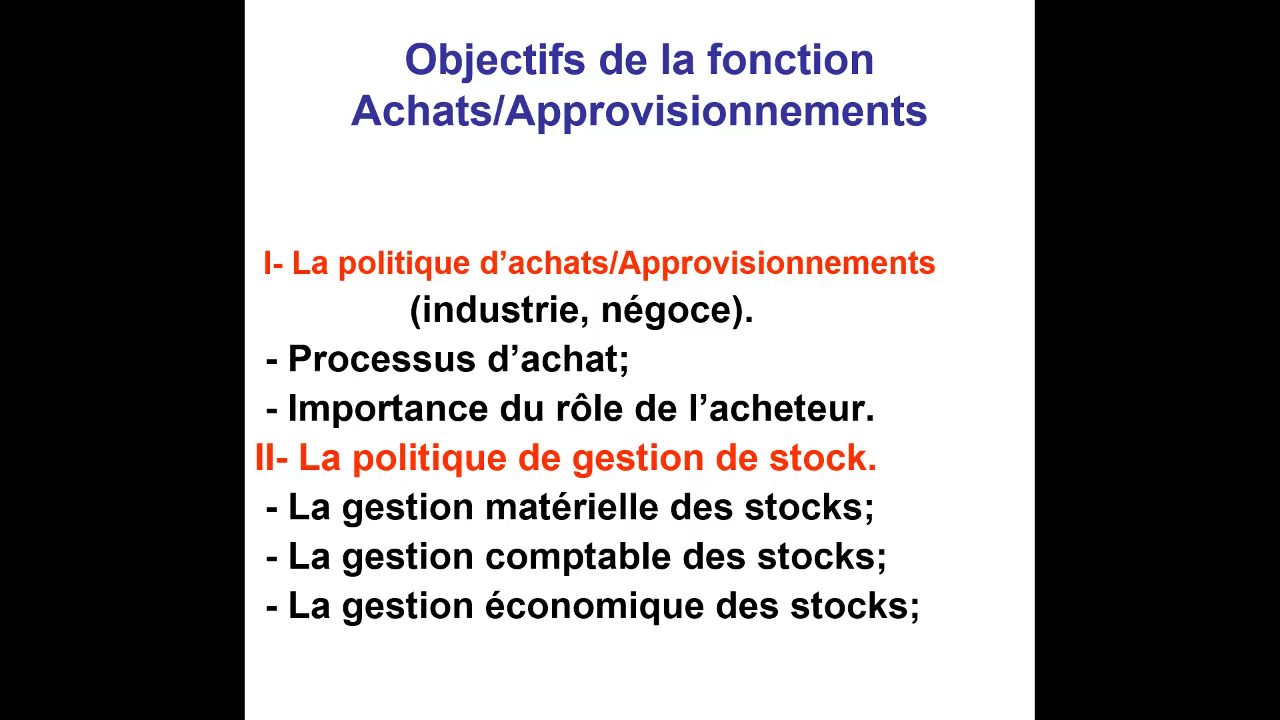 Objectifs de la fonction
Achats/Approvisionnements
I- La politique d’achats/Approvisionnements
(industrie, négoce).
- Processus d’achat;
- Importance du rôle de l’acheteur.
II- La politique de gestion de stock.
- La gestion matérielle des stocks;
- La gestion comptable des stocks;
- La gestion économique des stocks;